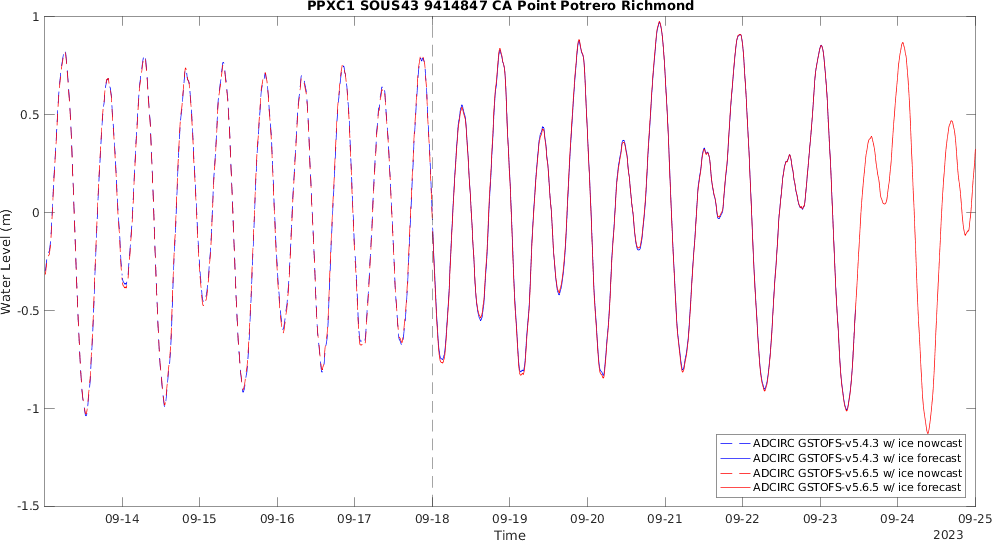 PPXC1 SOUS43 9414847 CA Point Potrero Richmond
1
0.5
0
-0.5
-1
-1.5
Water Level (m)
ADCIRC GSTOFS-v5.4.3 w/ ice nowcast
ADCIRC GSTOFS-v5.4.3 w/ ice forecast
ADCIRC GSTOFS-v5.6.5 w/ ice nowcast
ADCIRC GSTOFS-v5.6.5 w/ ice forecast
09-14 09-15 09-16 09-17 09-18 09-19 09-20 09-21 09-22 09-23 09-24 09-25
Time
2023